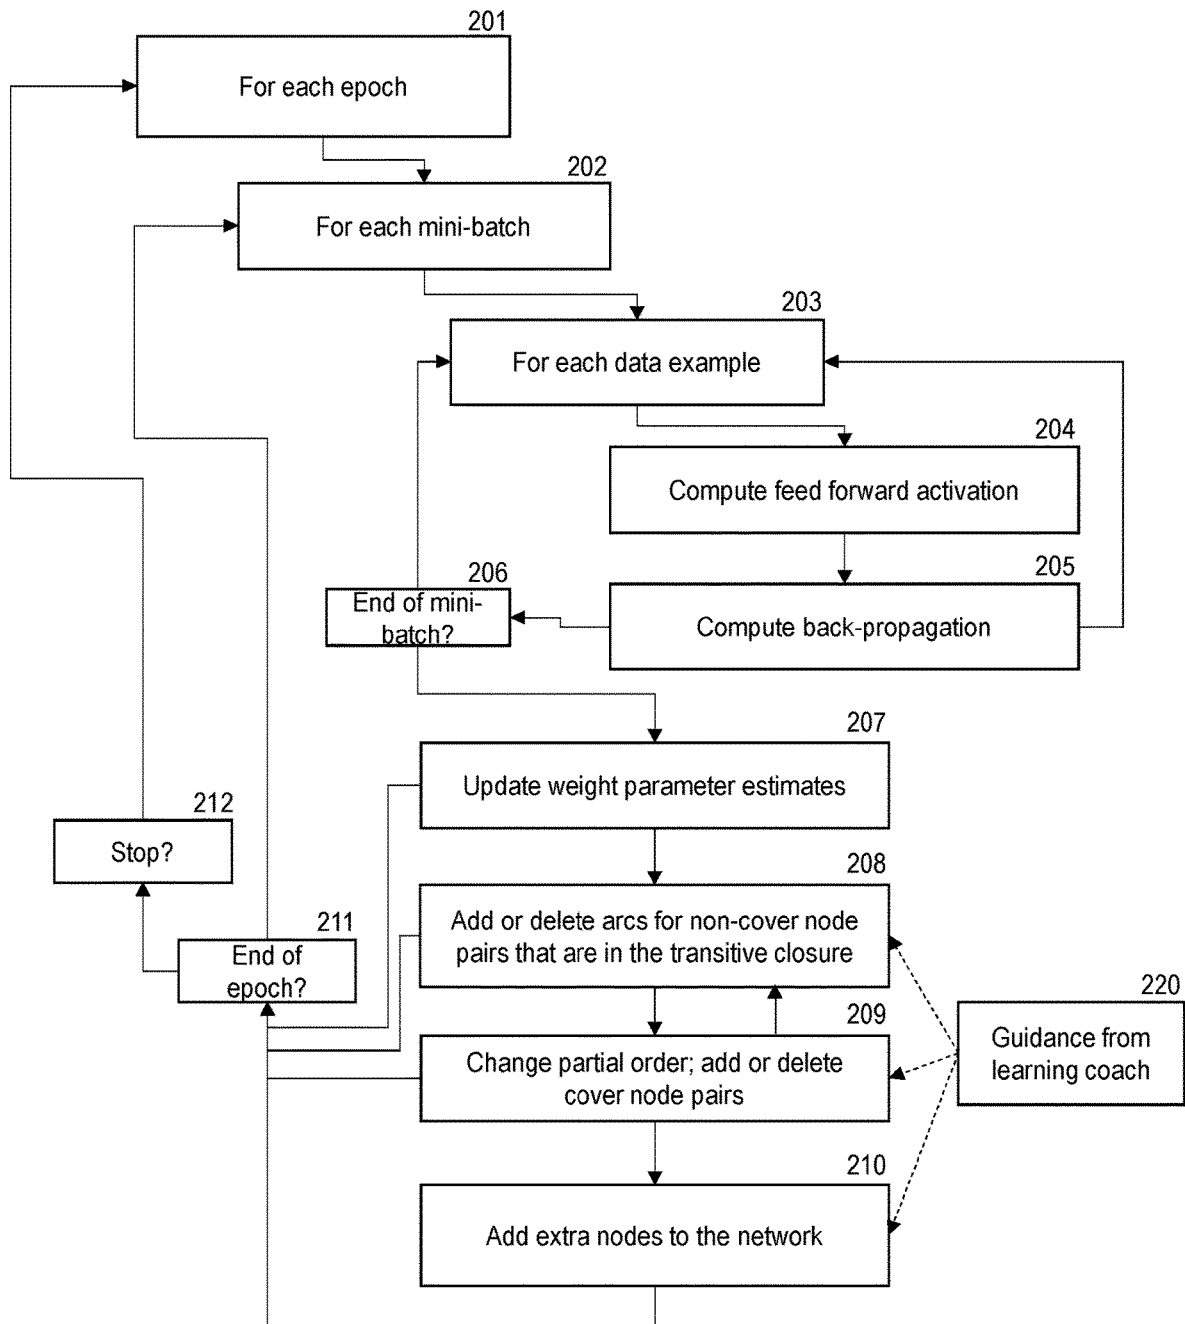 201
For each epoch
202
For each mini-batch
203
For each data example
204
Compute feed forward activation
205
Compute back-propagation
206
End of mini-
batch?
207
Update weight parameter estimates
212
Stop?
208
Add or delete arcs for non-cover node
pairs that are in the transitive closure
211
End of
epoch?
220
Guidance from
learning coach
209
Change partial order; add or delete
cover node pairs
210
Add extra nodes to the network